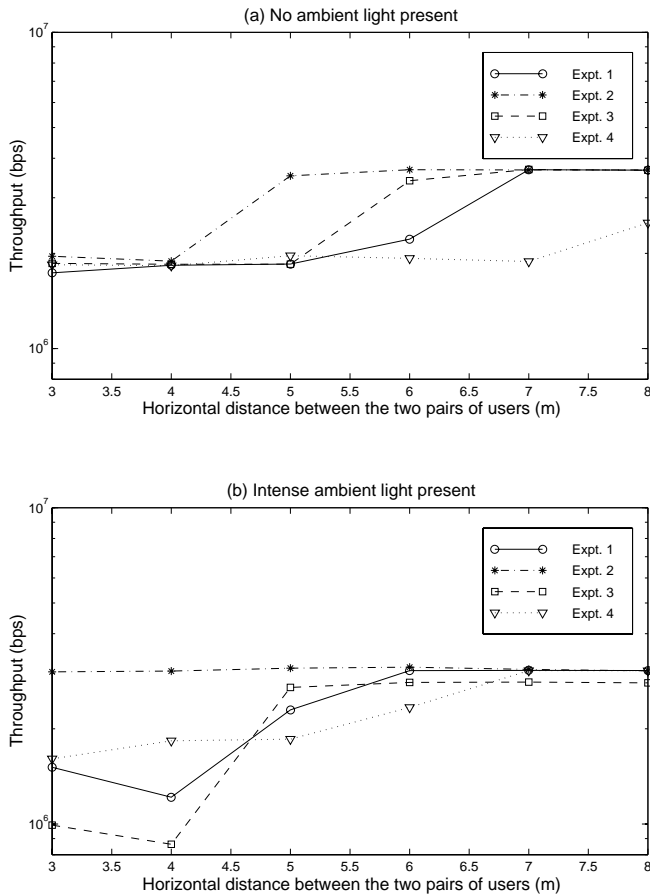 (a) No ambient light present
10^7
10^6
Throughput (bps)
Expt. 1
Expt. 2
Expt. 3
Expt. 4
3 3.5 4 4.5 5 5.5 6 6.5 7 7.5 8
Horizontal distance between the two pairs of users (m)
(b) Intense ambient light present
10^7
10^6
Throughput (bps)
Expt. 1
Expt. 2
Expt. 3
Expt. 4
3 3.5 4 4.5 5 5.5 6 6.5 7 7.5 8
Horizontal distance between the two pairs of users (m)